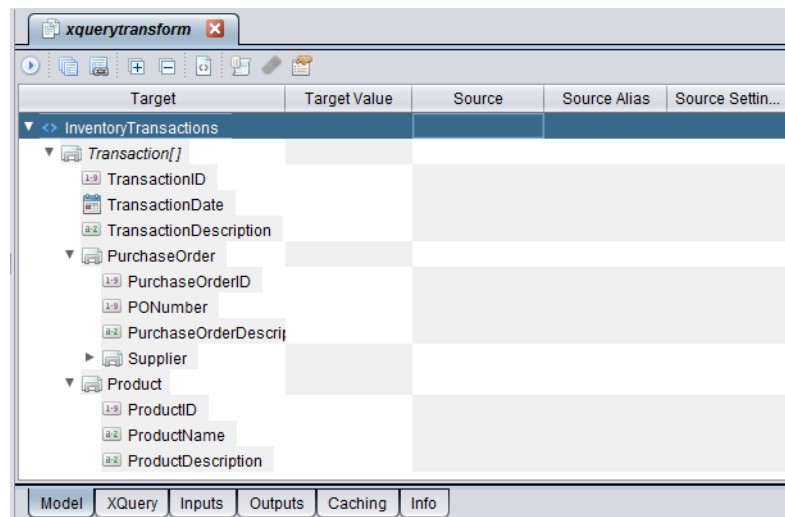 xquerytransform
Target Target Value Source Source Alias Source Settin...
InventoryTransactions
Transaction[]
1-9 TransactionID
TransactionDate
a-z TransactionDescription
PurchaseOrder
1-9 PurchaseOrderID
1-9 PONumber
a-z PurchaseOrderDescrip
Supplier
Product
1-9 ProductID
a-z ProductName
a-z ProductDescription
Model XQuery Inputs Outputs Caching Info